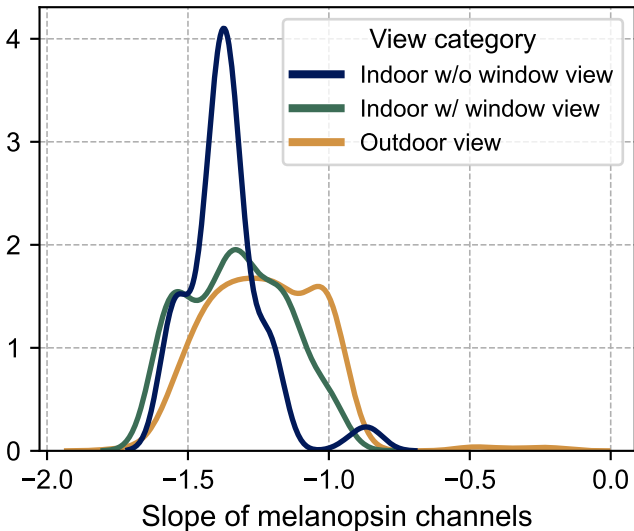 View category
Indoor w/o window view
Indoor w/ window view
Outdoor view
4
3
2
1
0
−2.0 −1.5 −1.0 −0.5 0.0
Slope of melanopsin channels